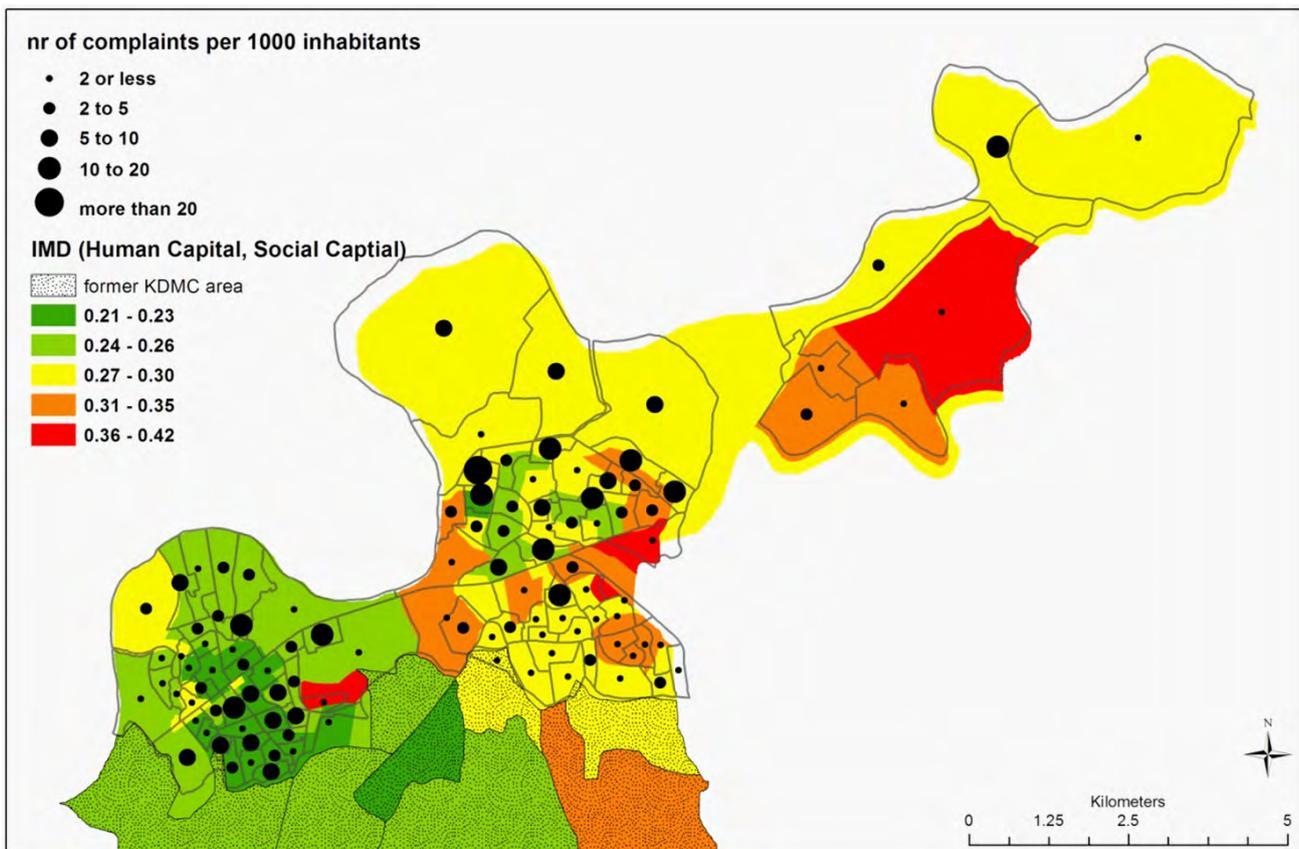 nr of complaints per 1000 inhabitants
2 or less
2 to 5
5 to 10
10 to 20
more than 20
IMD (Human Capital, Social Captial)
former KDMC area
0.21 - 0.23
0.24 - 0.26
0.27 - 0.30
0.31 - 0.35
0.36 - 0.42
N
Kilometers
0 1.25 2.5 5